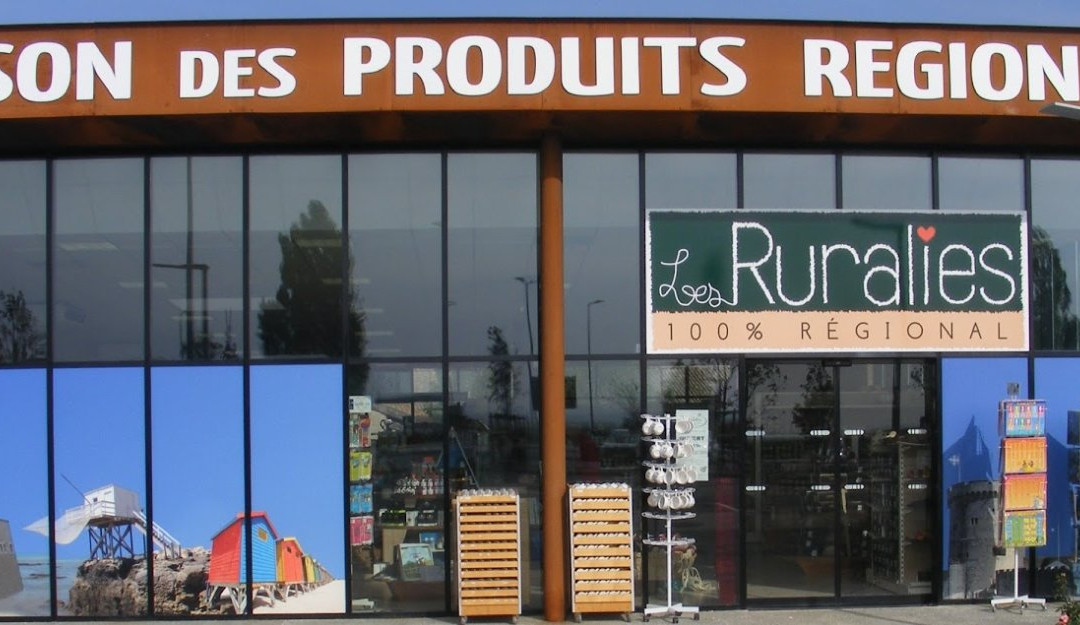 SON DES PRODUITS REGION
Les Ruralies
100% RÉGIONAL